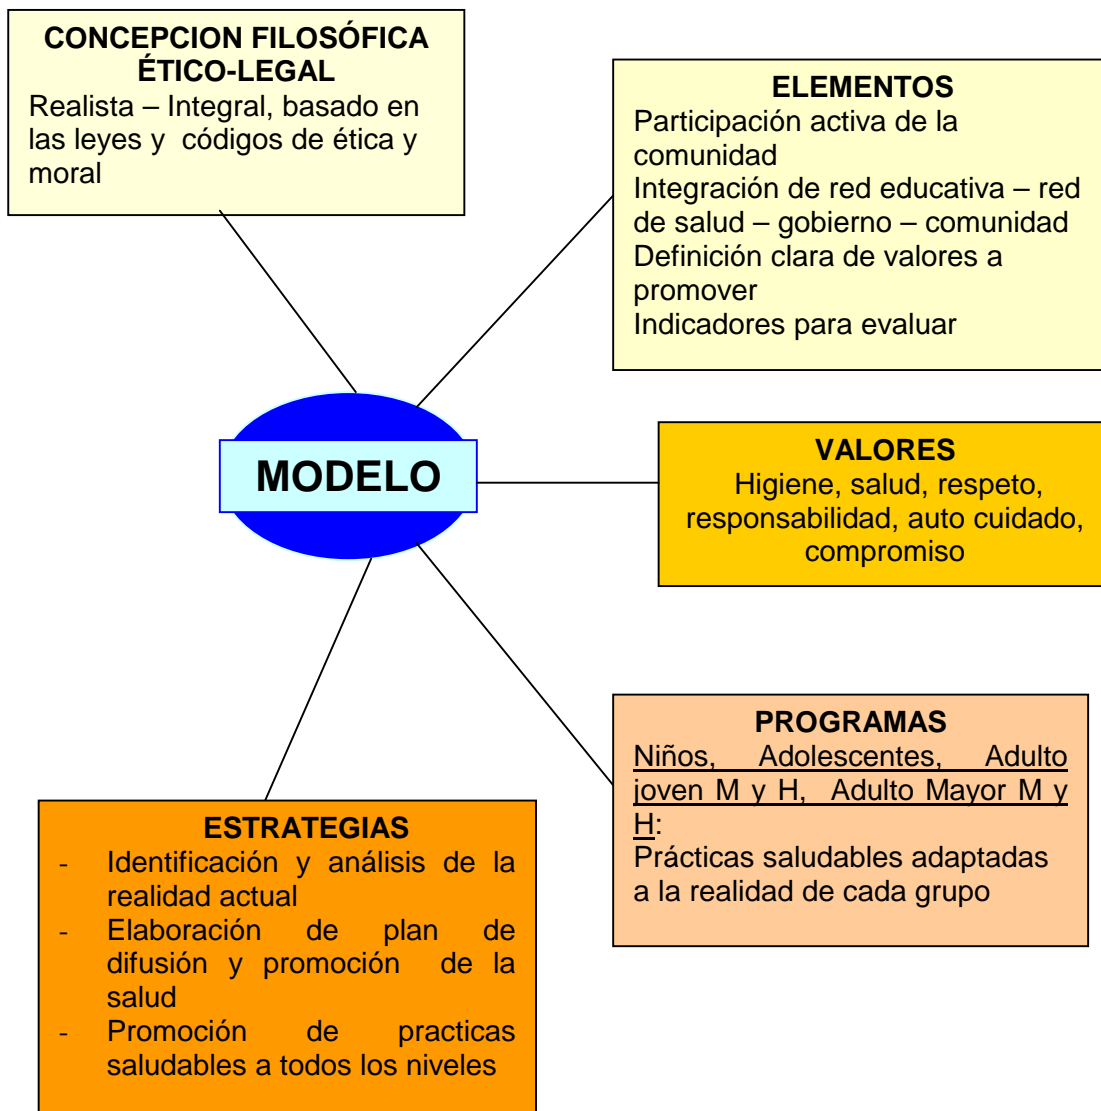 CONCEPCION FILOSÓFICA
ÉTICO-LEGAL
Realista – Integral, basado en
las leyes y códigos de ética y
moral
ELEMENTOS
Participación activa de la
comunidad
Integración de red educativa – red
de salud – gobierno – comunidad
Definición clara de valores a
promover
Indicadores para evaluar
MODELO
VALORES
Higiene, salud, respeto,
responsabilidad, auto cuidado,
compromiso
PROGRAMAS
Niños, Adolescentes, Adulto
joven M y H, Adulto Mayor M y
H:
Prácticas saludables adaptadas
a la realidad de cada grupo
ESTRATEGIAS
- Identificación y análisis de la
realidad actual
- Elaboración de plan de
difusión y promoción de la
salud
- Promoción de practicas
saludables a todos los niveles